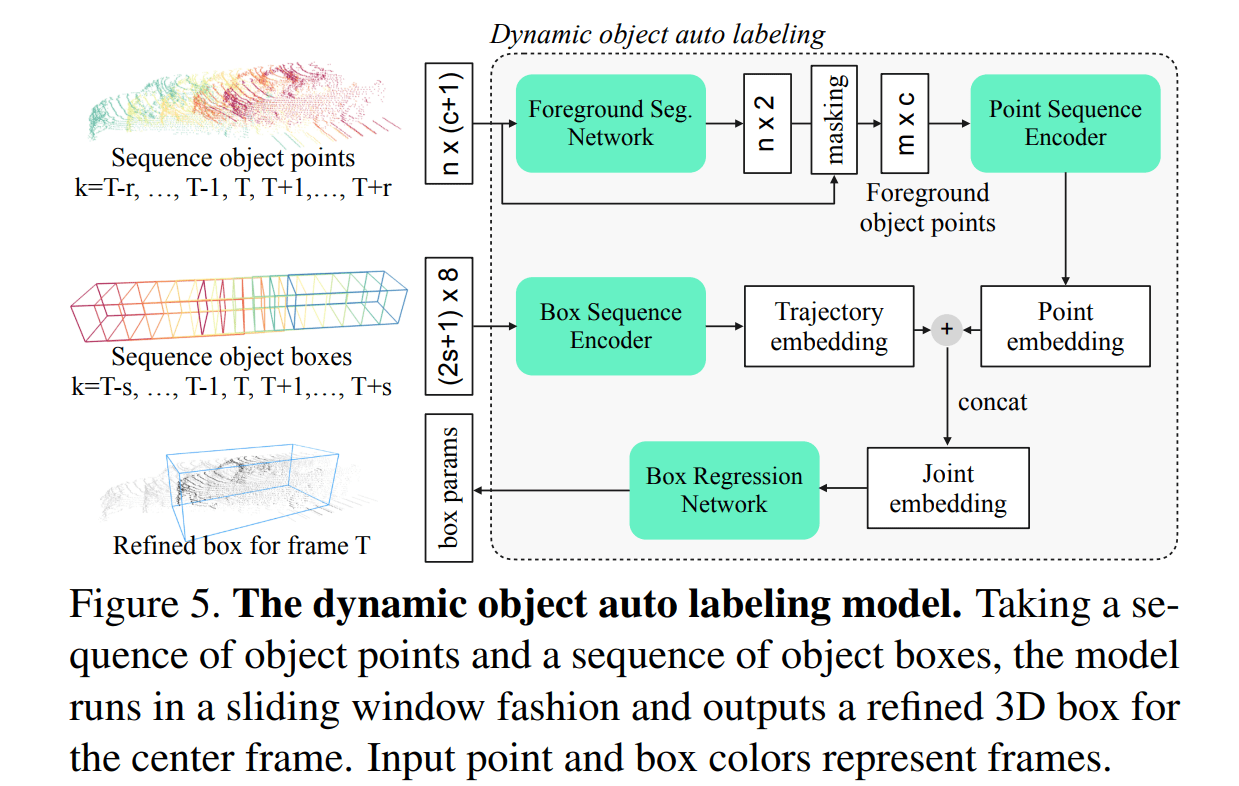 Dynamic object auto labeling
Sequence object points
k=T-r, …, T-1, T, T+1,…, T+r
n x (c+1)
Foreground Seg.
Network
n x 2
masking
m x c
Foreground
object points
Point Sequence
Encoder
Sequence object boxes
k=T-s, …, T-1, T, T+1,…, T+s
(2s+1) x 8
Box Sequence
Encoder
Trajectory
embedding
+
Point
embedding
concat
Refined box for frame T
box params
Box Regression
Network
Joint
embedding
Figure 5. The dynamic object auto labeling model. Taking a se-
quence of object points and a sequence of object boxes, the model
runs in a sliding window fashion and outputs a refined 3D box for
the center frame. Input point and box colors represent frames.